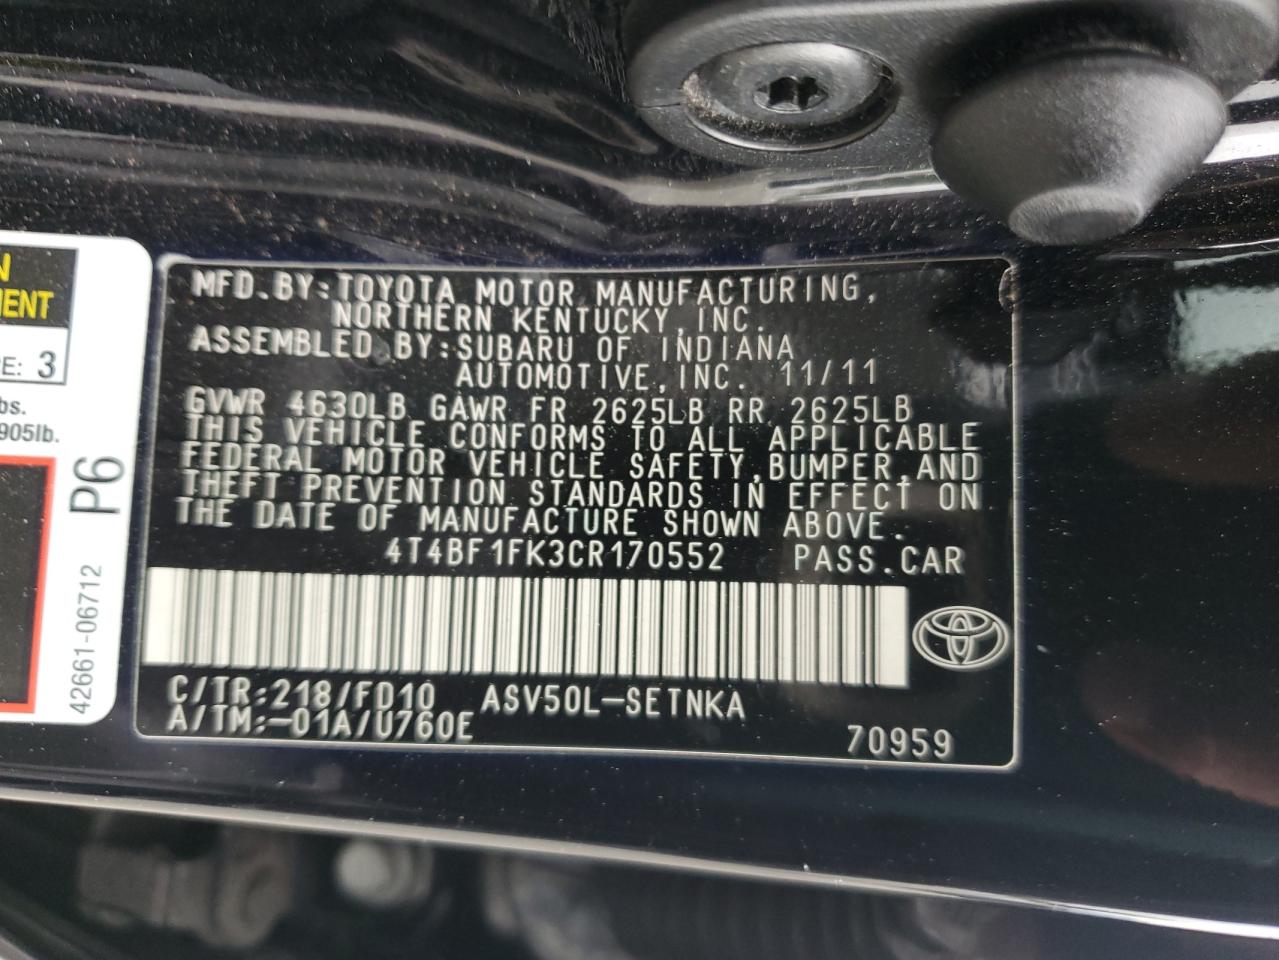 MFD.BY:TOYOTA MOTOR MANUFACTURING,
NORTHERN KENTUCKY,INC.
ASSEMBLED BY:SUBARU OF INDIANA
AUTOMOTIVE,INC. 11/11
GVWR 4630LB GAWR FR 2625LB RR 2625LB
THIS VEHICLE CONFORMS TO ALL APPLICABLE
FEDERAL MOTOR VEHICLE SAFETY,BUMPER,AND
THEFT PREVENTION STANDARDS IN EFFECT ON
THE DATE OF MANUFACTURE SHOWN ABOVE.
4T4BF1FK3CR170552 PASS.CAR
C/TR:218/FD10 ASV50L-SETNKA
A/TM:-01A/U760E
70959
N
MENT
E: 3
bs.
905lb.
P6
42661-06712